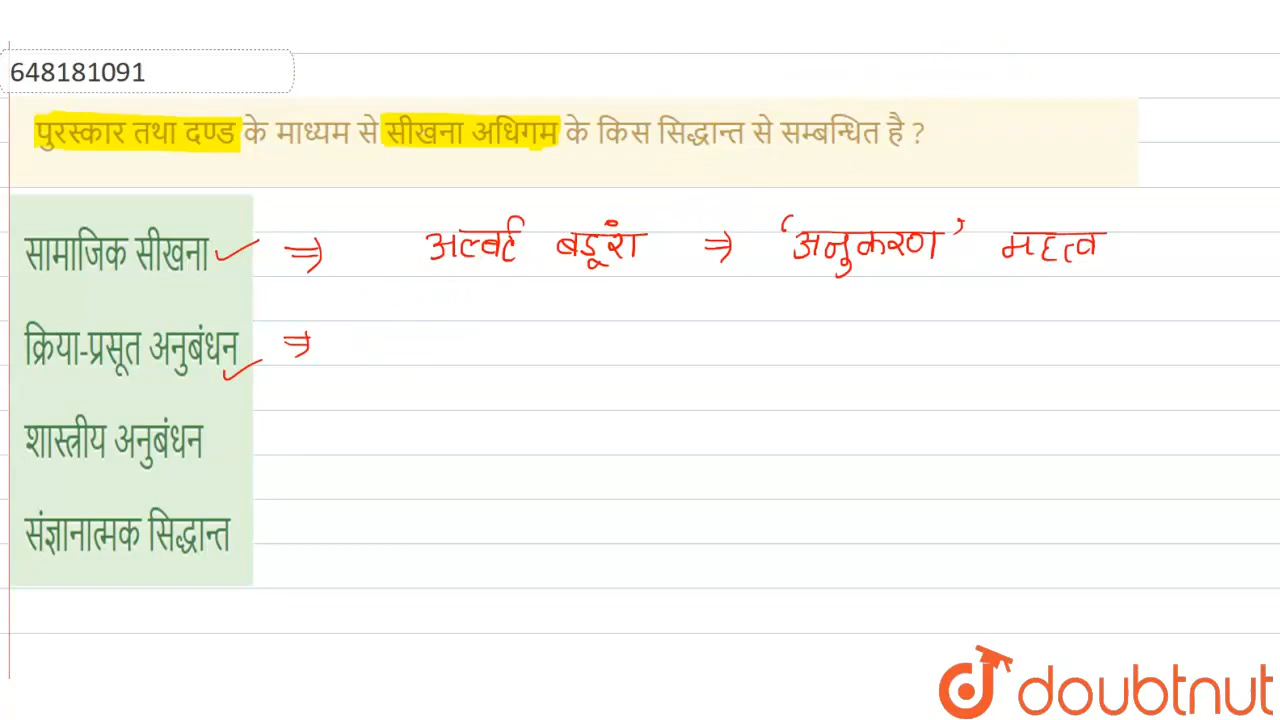 648181091
पुरस्कार तथा दण्ड के माध्यम से सीखना अधिगम के किस सिद्धान्त से सम्बन्धित है ?
सामाजिक सीखना ⇒ अल्बर्ट बडूंरा ⇒ ‘अनुकरण’ महत्व
क्रिया-प्रसूत अनुबंधन ⇒
शास्त्रीय अनुबंधन
संज्ञानात्मक सिद्धान्त
doubtnut